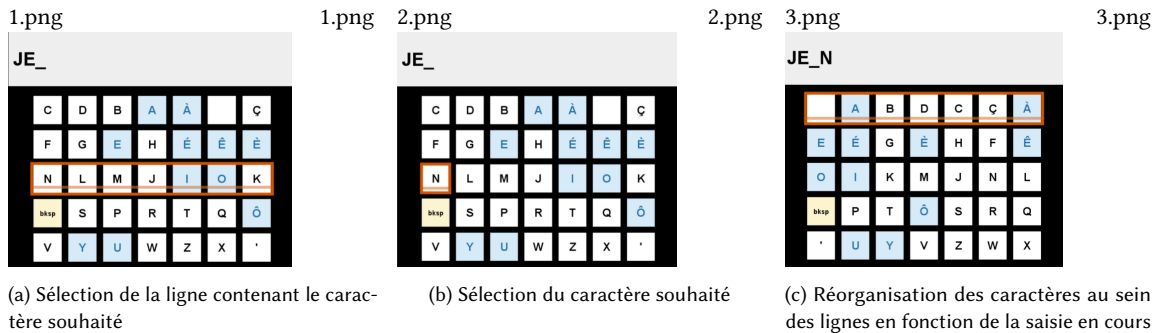 1.png 1.png 2.png 2.png 3.png 3.png
JE_
C D B A À Ç
F G E H É Ê È
N L M J I O K
bksp S P R T Q Ô
V Y U W Z X '
JE_
C D B A À Ç
F G E H É Ê È
N L M J I O K
bksp S P R T Q Ô
V Y U W Z X '
JE_N
A B D C Ç À
E É G È H F Ê
O I K M J N L
bksp P T Ô S R Q
' U Y V Z W X
(a) Sélection de la ligne contenant le carac-
tère souhaité
(b) Sélection du caractère souhaité
(c) Réorganisation des caractères au sein
des lignes en fonction de la saisie en cours